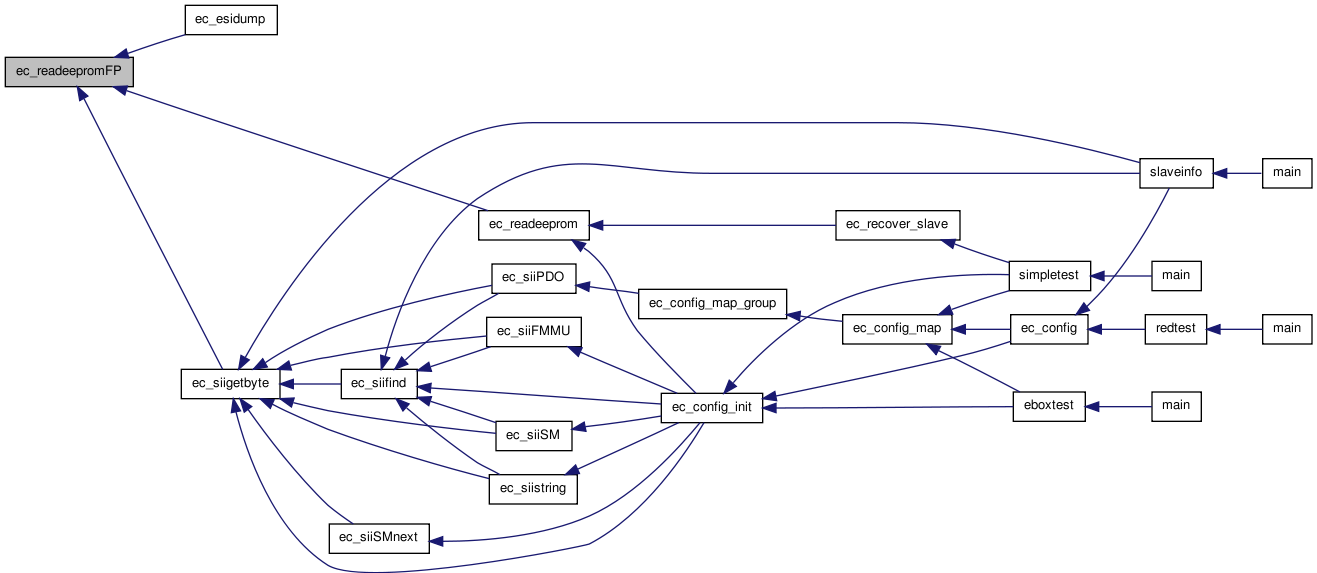 ec_esidump
ec_readeepromFP
slaveinfo
main
ec_readeeprom
ec_recover_slave
ec_siiPDO
simpletest
main
ec_config_map_group
ec_siiFMMU
ec_config_map
ec_config
redtest
main
ec_siigetbyte
ec_siifind
ec_config_init
eboxtest
main
ec_siiSM
ec_siistring
ec_siiSMnext